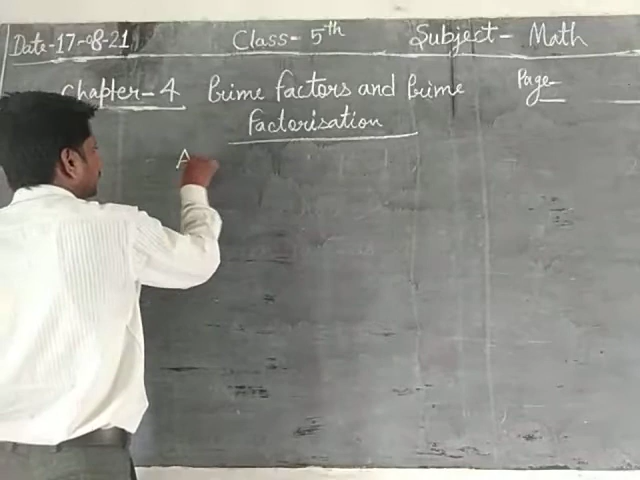 Date-17-08-21 Class- 5th Subject- Math
Chapter-4 Prime factors and Prime Page-
factorisation
A